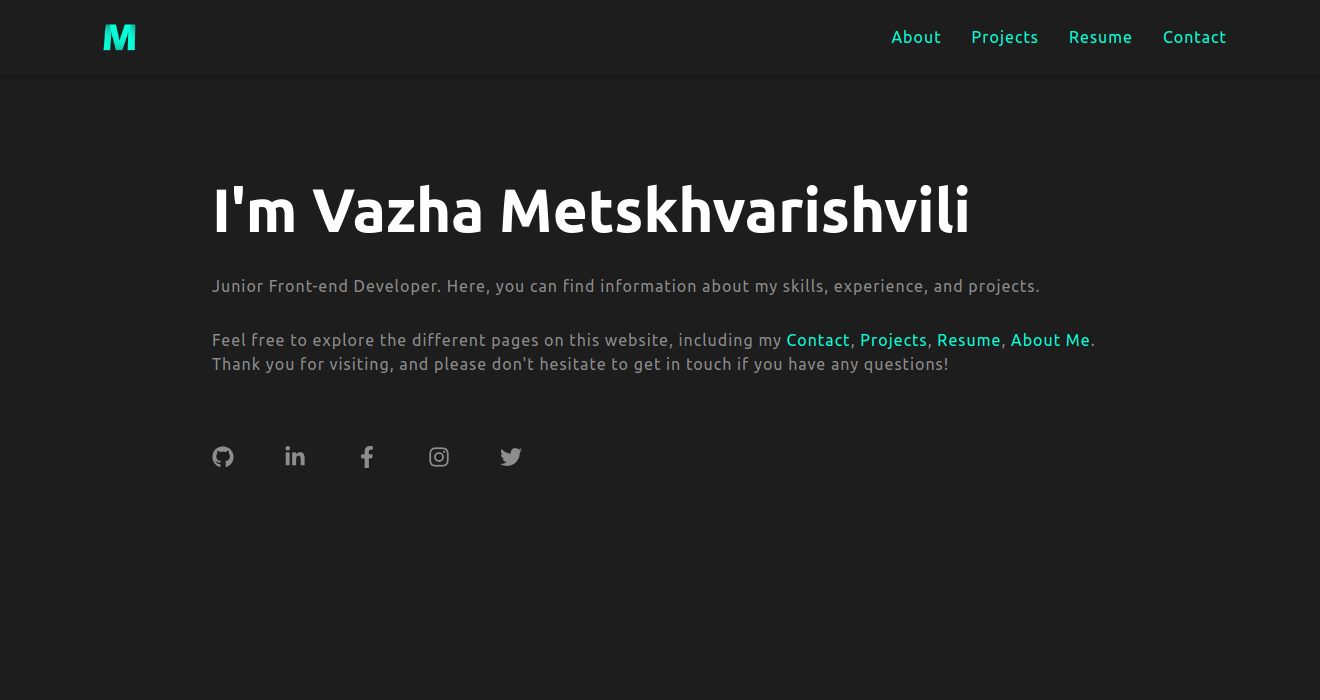 M
About Projects Resume Contact
I'm Vazha Metskhvarishvili
Junior Front-end Developer. Here, you can find information about my skills, experience, and projects.
Feel free to explore the different pages on this website, including my Contact, Projects, Resume, About Me.
Thank you for visiting, and please don't hesitate to get in touch if you have any questions!